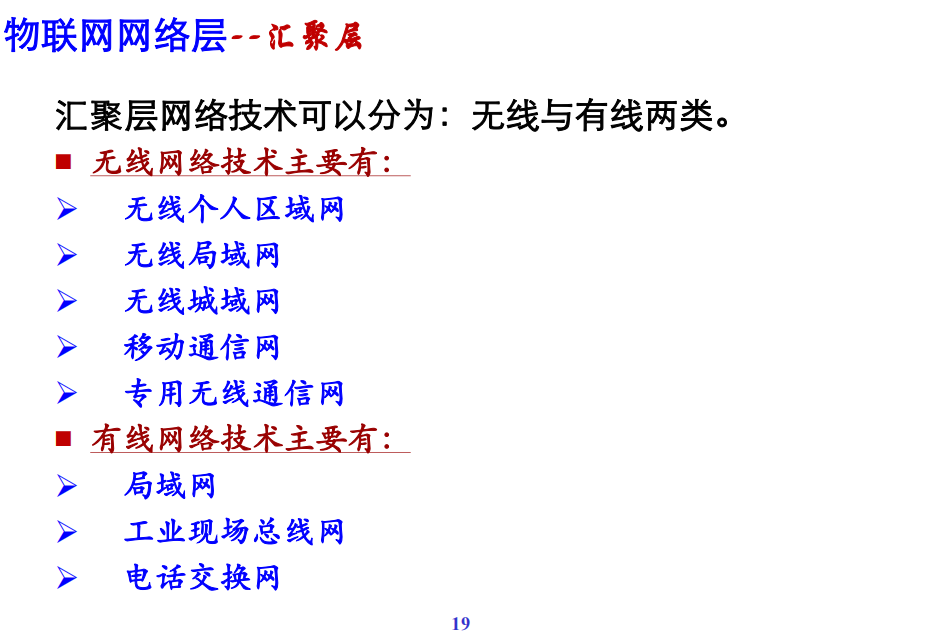 物联网网络层--汇聚层
汇聚层网络技术可以分为：无线与有线两类。
■ 无线网络技术主要有：
➢ 无线个人区域网
➢ 无线局域网
➢ 无线城域网
➢ 移动通信网
➢ 专用无线通信网
■ 有线网络技术主要有：
➢ 局域网
➢ 工业现场总线网
➢ 电话交换网
19